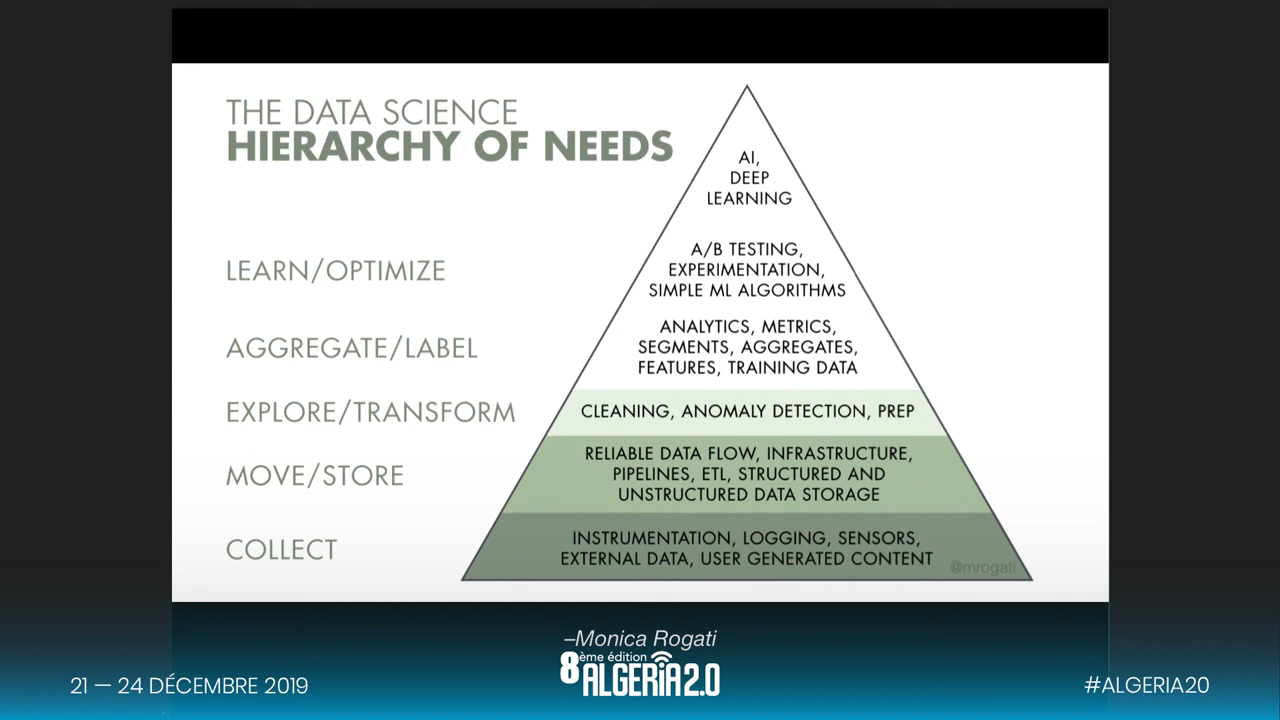 THE DATA SCIENCE
HIERARCHY OF NEEDS
AI,
DEEP
LEARNING
LEARN/OPTIMIZE
A/B TESTING,
EXPERIMENTATION,
SIMPLE ML ALGORITHMS
AGGREGATE/LABEL
ANALYTICS, METRICS,
SEGMENTS, AGGREGATES,
FEATURES, TRAINING DATA
EXPLORE/TRANSFORM
CLEANING, ANOMALY DETECTION, PREP
MOVE/STORE
RELIABLE DATA FLOW, INFRASTRUCTURE,
PIPELINES, ETL, STRUCTURED AND
UNSTRUCTURED DATA STORAGE
COLLECT
INSTRUMENTATION, LOGGING, SENSORS,
EXTERNAL DATA, USER GENERATED CONTENT
@mrogati
–Monica Rogati
8ème édition
ALGERIA2.0
21 — 24 DÉCEMBRE 2019
#ALGERIA20